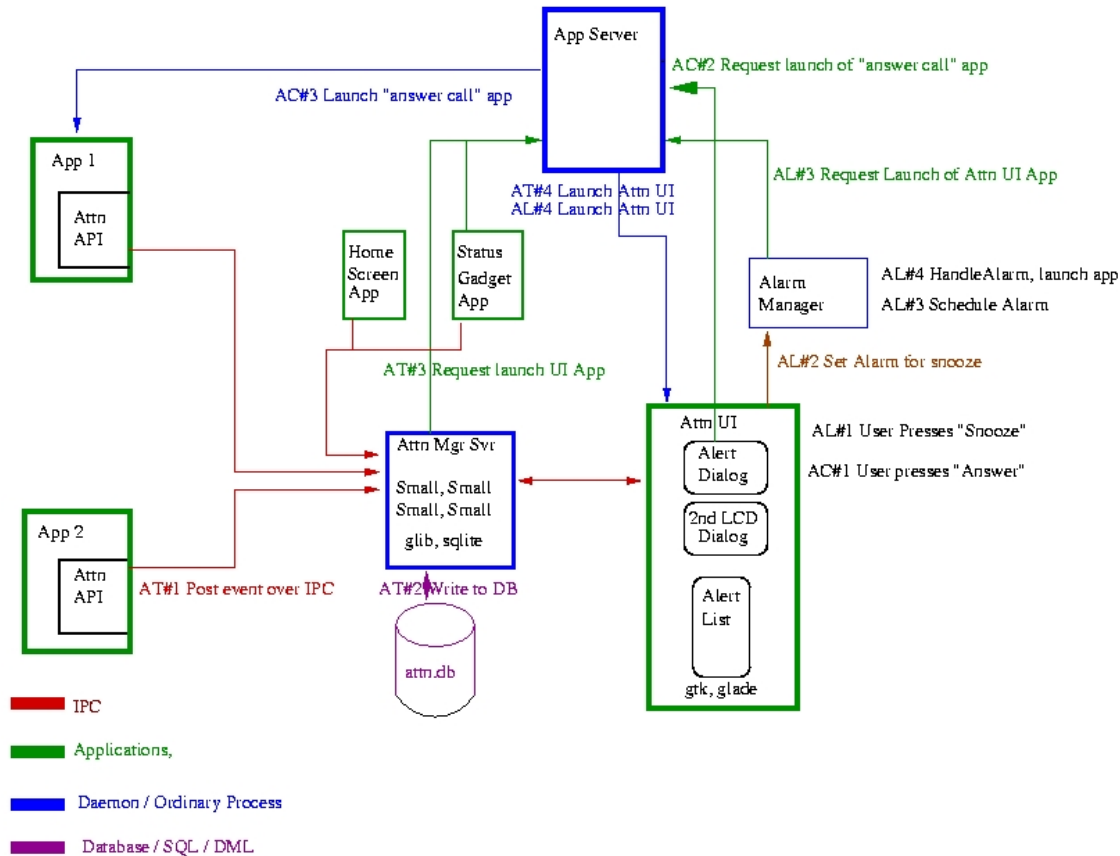 App Server
AC#2 Request launch of "answer call" app
AC#3 Launch "answer call" app
App 1
Attn
API
AL#3 Request Launch of Attn UI App
AT#4 Launch Attn UI
AL#4 Launch Attn UI
Home
Screen
App
Status
Gadget
App
Alarm
Manager
AL#4 HandleAlarm, launch app
AL#3 Schedule Alarm
AT#3 Request launch UI App
AL#2 Set Alarm for snooze
Attn Mgr Svr
Small, Small
Small, Small
glib, sqlite
Attn UI
Alert
Dialog
2nd LCD
Dialog
Alert
List
gtk, glade
AL#1 User Presses "Snooze"
AC#1 User presses "Answer"
App 2
Attn
API
AT#1 Post event over IPC
AT#2 Write to DB
attn.db
IPC
Applications,
Daemon / Ordinary Process
Database / SQL / DML